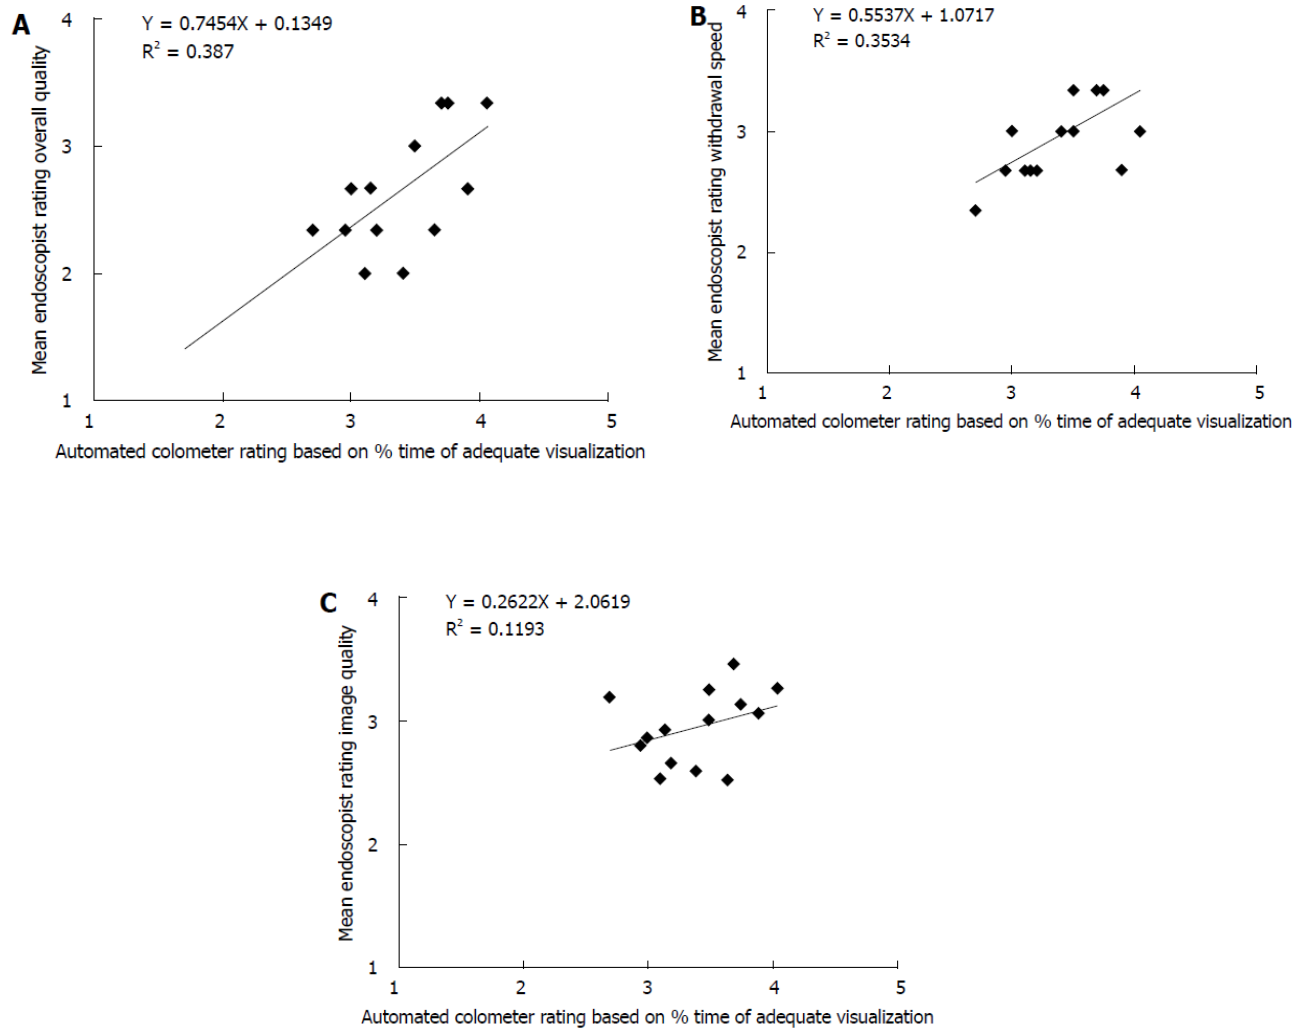 A
Y = 0.7454X + 0.1349
R² = 0.387
Mean endoscopist rating overall quality
4
3
2
1
1 2 3 4 5
Automated colometer rating based on % time of adequate visualization
B
Y = 0.5537X + 1.0717
R² = 0.3534
Mean endoscopist rating withdrawal speed
4
3
2
1
1 2 3 4 5
Automated colometer rating based on % time of adequate visualization
C
Y = 0.2622X + 2.0619
R² = 0.1193
Mean endoscopist rating image quality
4
3
2
1
1 2 3 4 5
Automated colometer rating based on % time of adequate visualization